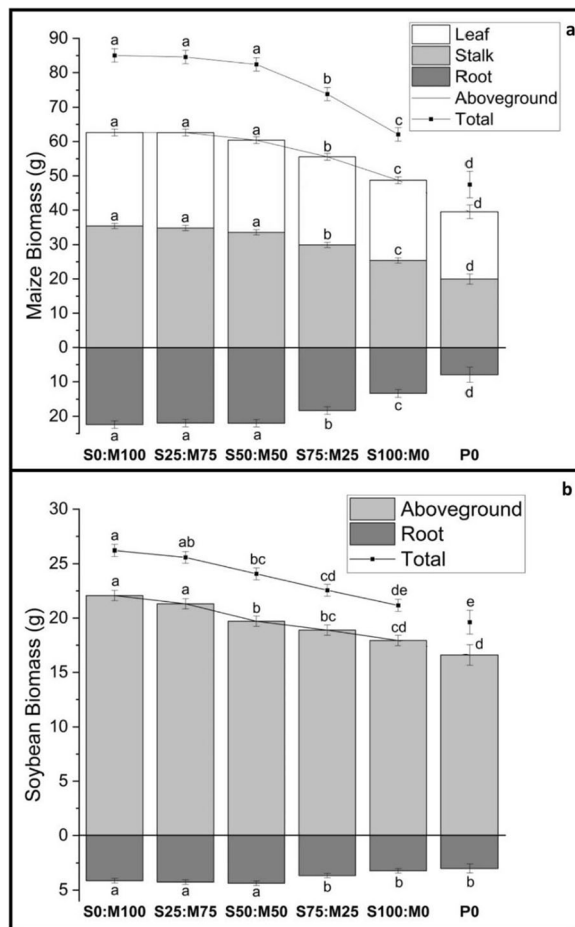 a
Leaf
Stalk
Root
Aboveground
Total
Maize Biomass (g)
90
80
70
60
50
40
30
20
10
0
10
20
a a a b c d
a a a b c d
a a a b c d
a a a b c d
S0:M100 S25:M75 S50:M50 S75:M25 S100:M0 P0
b
Aboveground
Root
Total
Soybean Biomass (g)
30
25
20
15
10
5
0
5
a ab bc cd de e
a a b bc cd d
a a a b b b
S0:M100 S25:M75 S50:M50 S75:M25 S100:M0 P0